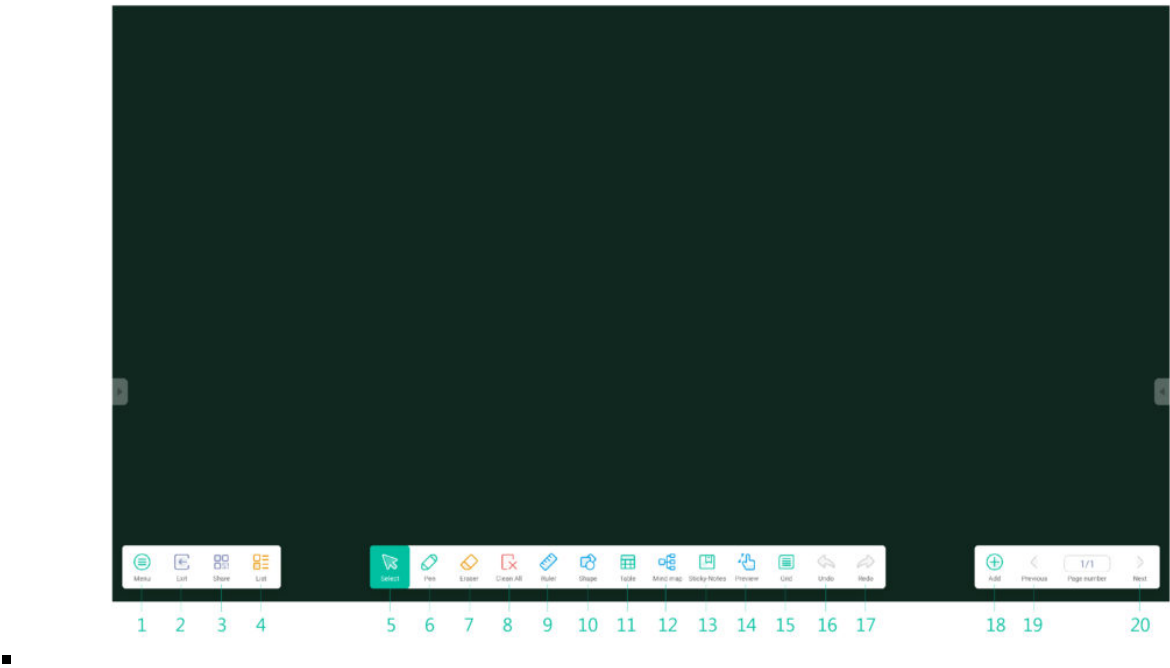 1/1
Menu List Share List Select Pen Eraser Clean All Ruler Shape Table Mind map Sticky Notes Preview Grid Undo Redo Add Previous Page number Next
1 2 3 4 5 6 7 8 9 10 11 12 13 14 15 16 17 18 19 20